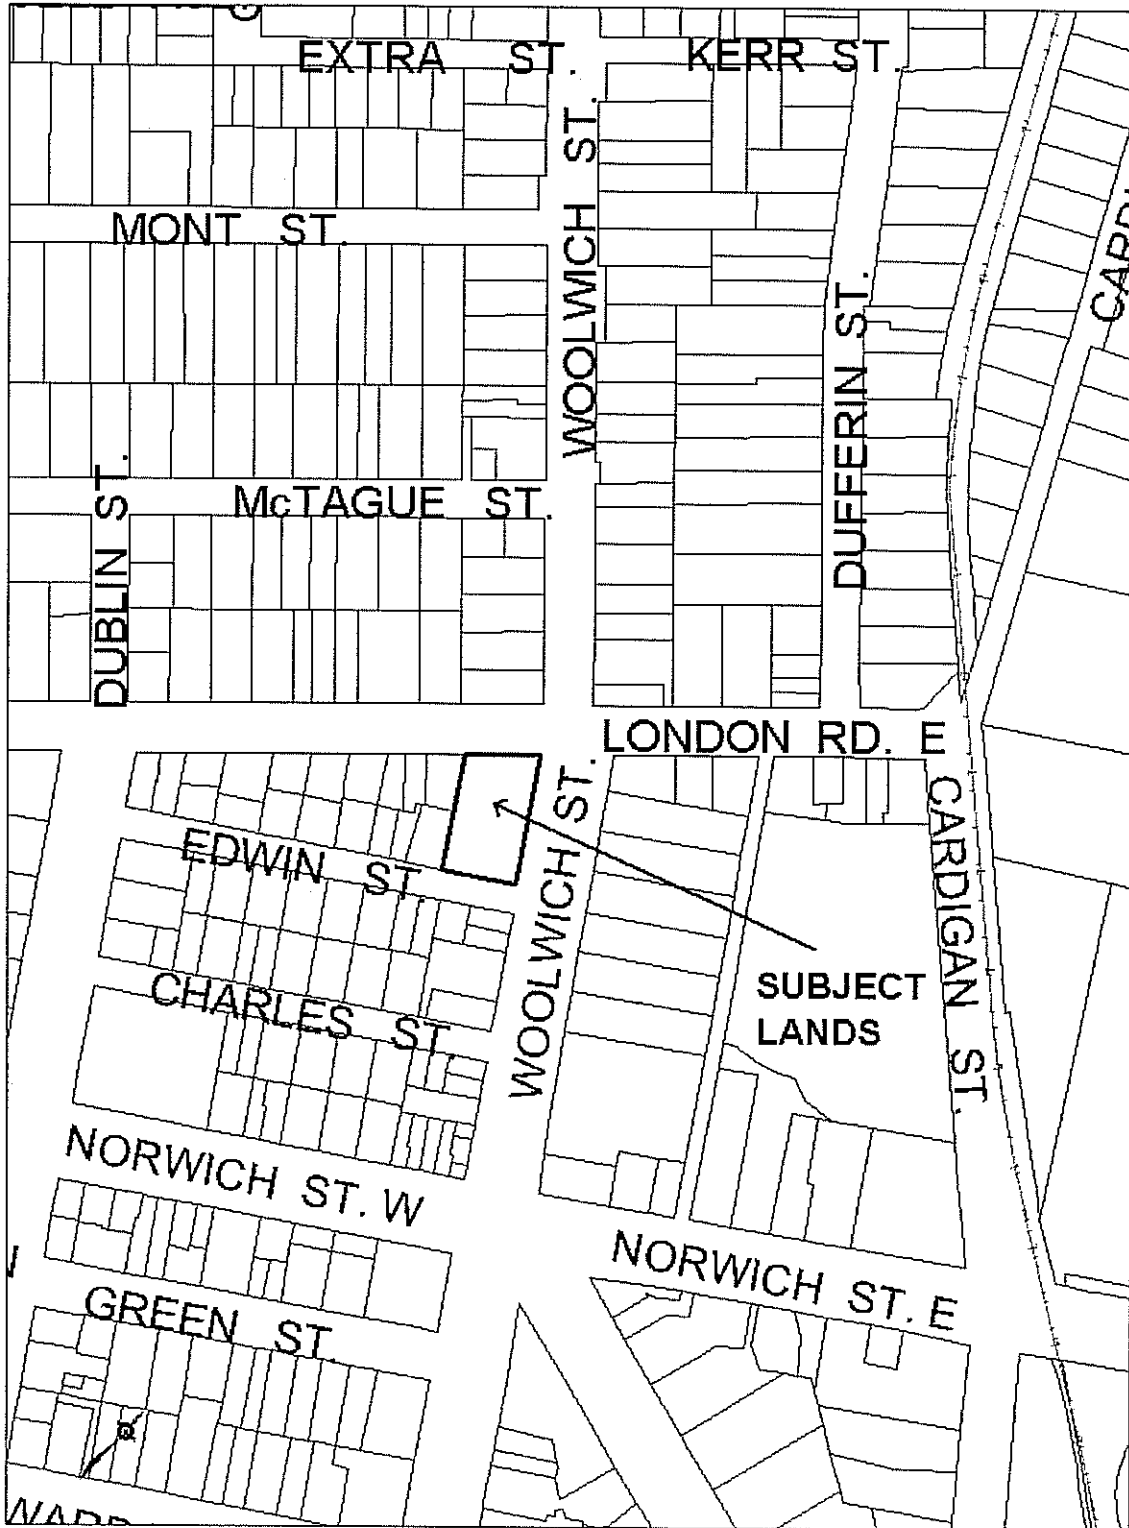 EXTRA ST.
KERR ST.
WOOLWICH ST.
MONT ST.
DUFFERIN ST.
DUBLIN ST.
McTAGUE ST.
LONDON RD. E
WOOLWICH ST.
EDWIN ST.
CARDIGAN ST.
SUBJECT
LANDS
CHARLES ST.
NORWICH ST. W
NORWICH ST. E
GREEN ST.